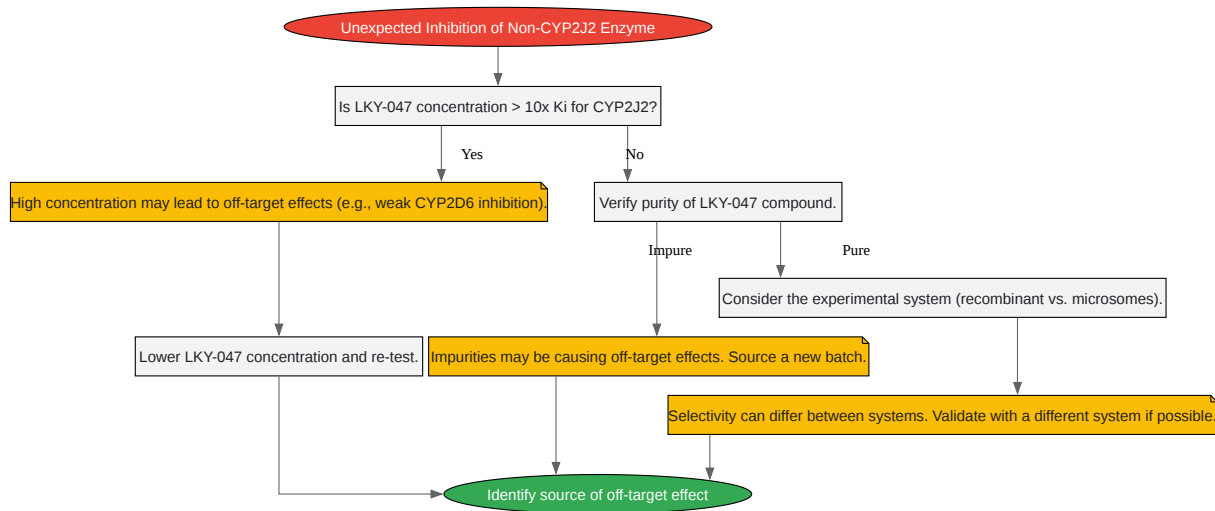 Unexpected Inhibition of Non-CYP2J2 Enzyme
Is LKY-047 concentration > 10x Ki for CYP2J2?
Yes
No
High concentration may lead to off-target effects (e.g., weak CYP2D6 inhibition).
Verify purity of LKY-047 compound.
Impure
Pure
Consider the experimental system (recombinant vs. microsomes).
Lower LKY-047 concentration and re-test.
Impurities may be causing off-target effects. Source a new batch.
Selectivity can differ between systems. Validate with a different system if possible.
Identify source of off-target effect